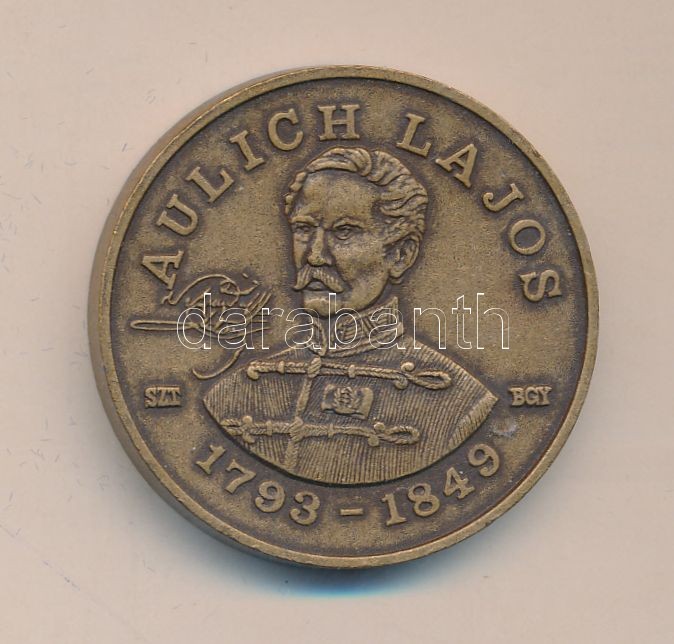 AULICH LAJOS
darabanth
SZT BGY
1793 - 1849